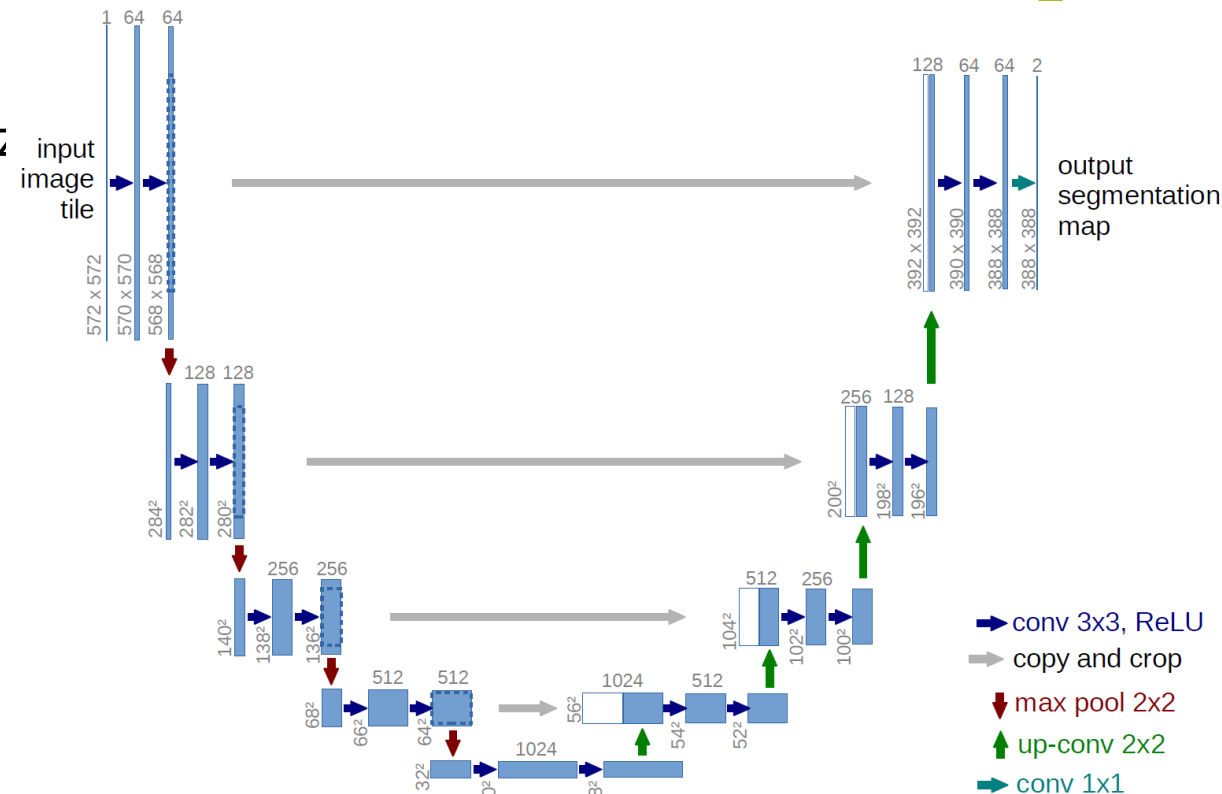 1 64 64
input
image
tile
572 x 572
570 x 570
568 x 568
128 64 64 2
output
segmentation
map
392 x 392
390 x 390
388 x 388
388 x 388
128 128
284²
282²
280²
256 128
200²
198²
196²
256 256
140²
138²
136²
512 256
104²
102²
100²
512 512
68²
66²
64²
1024 512
56²
54²
52²
1024
32²
conv 3x3, ReLU
copy and crop
max pool 2x2
up-conv 2x2
conv 1x1